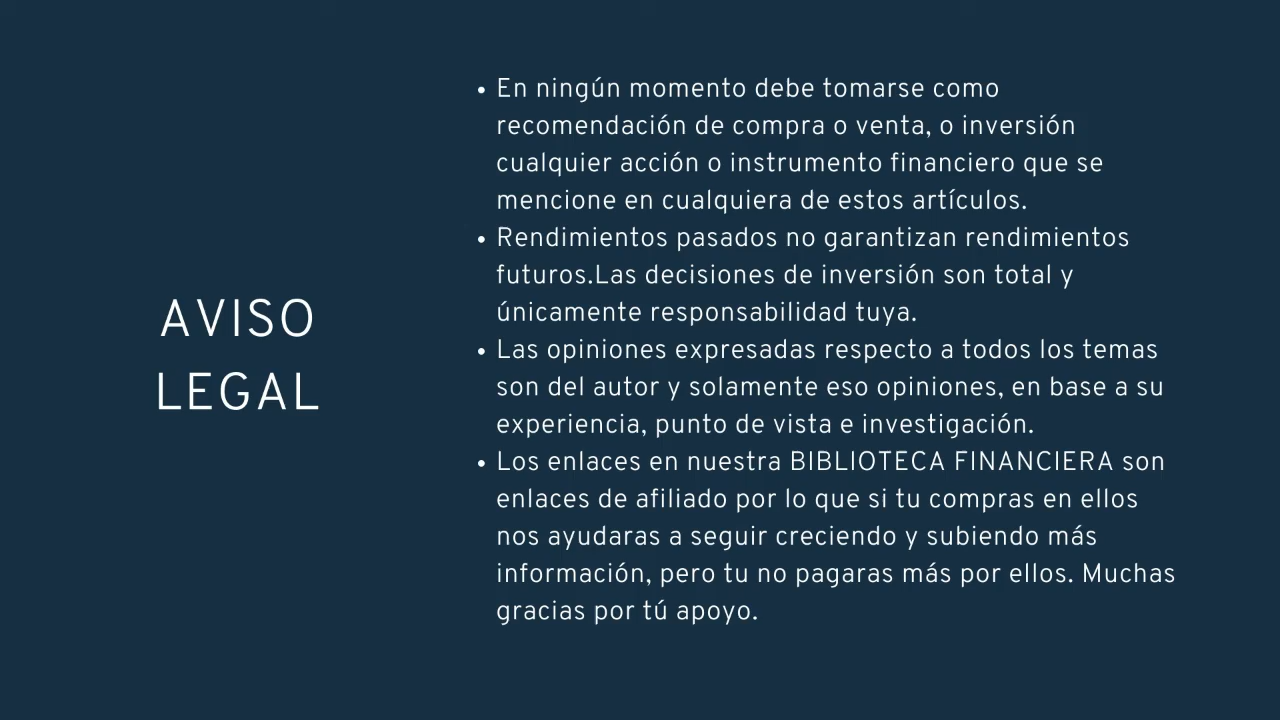 AVISO
LEGAL
• En ningún momento debe tomarse como
recomendación de compra o venta, o inversión
cualquier acción o instrumento financiero que se
mencione en cualquiera de estos artículos.
• Rendimientos pasados no garantizan rendimientos
futuros.Las decisiones de inversión son total y
únicamente responsabilidad tuya.
• Las opiniones expresadas respecto a todos los temas
son del autor y solamente eso opiniones, en base a su
experiencia, punto de vista e investigación.
• Los enlaces en nuestra BIBLIOTECA FINANCIERA son
enlaces de afiliado por lo que si tu compras en ellos
nos ayudaras a seguir creciendo y subiendo más
información, pero tu no pagaras más por ellos. Muchas
gracias por tú apoyo.